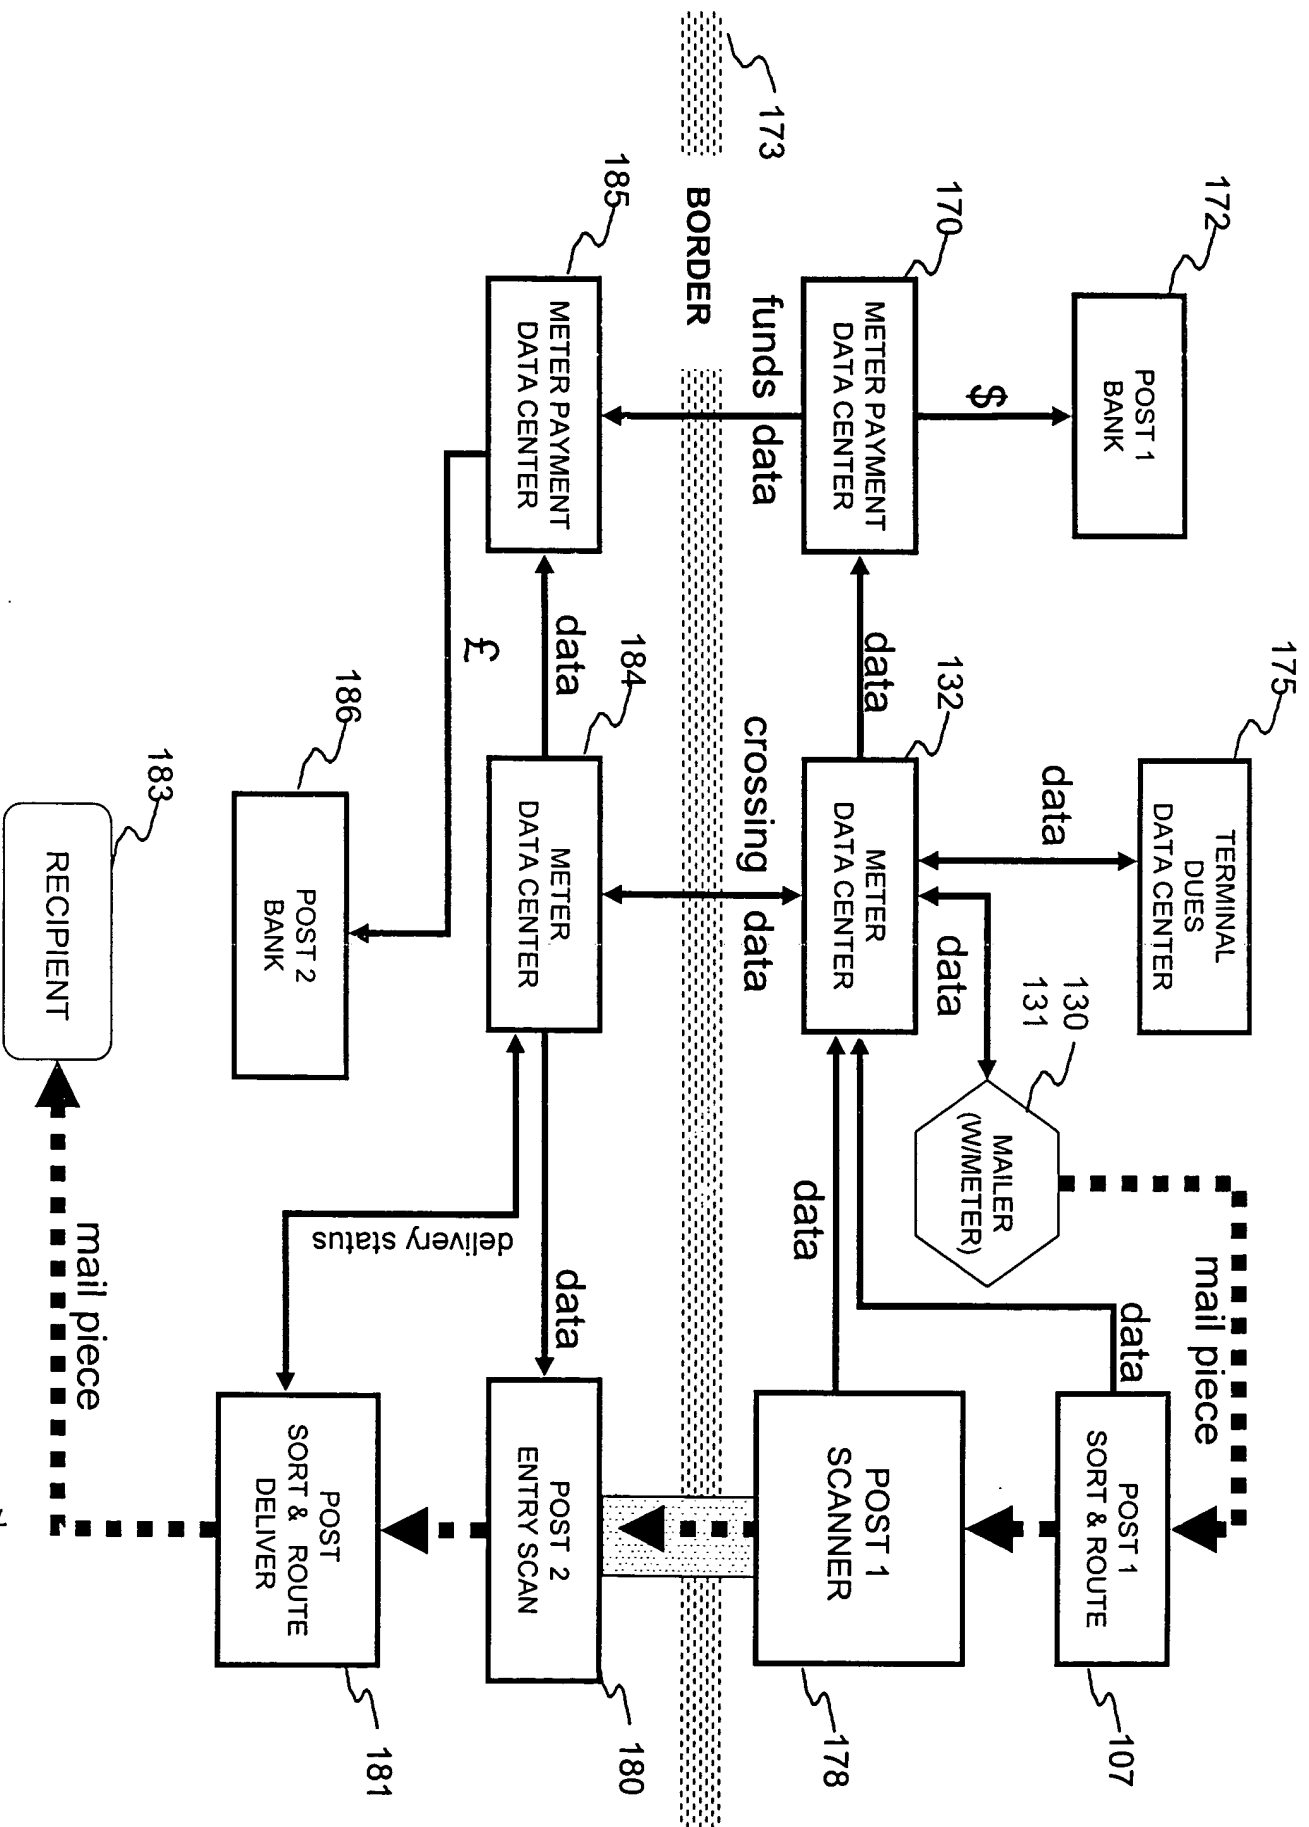 172
POST 1
BANK
$
170
METER PAYMENT
DATA CENTER
funds data
173
BORDER
185
METER PAYMENT
DATA CENTER
£
175
TERMINAL
DUES
DATA CENTER
data
data
132
METER
DATA CENTER
data
130
131
MAILER
(W/METER)
mail piece
crossing data
data
184
METER
DATA CENTER
186
POST 2
BANK
183
RECIPIENT
data
POST 1
SORT & ROUTE
107
data
POST 1
SCANNER
178
data
POST 2
ENTRY SCAN
180
delivery status
POST
SORT & ROUTE
DELIVER
181
mail piece